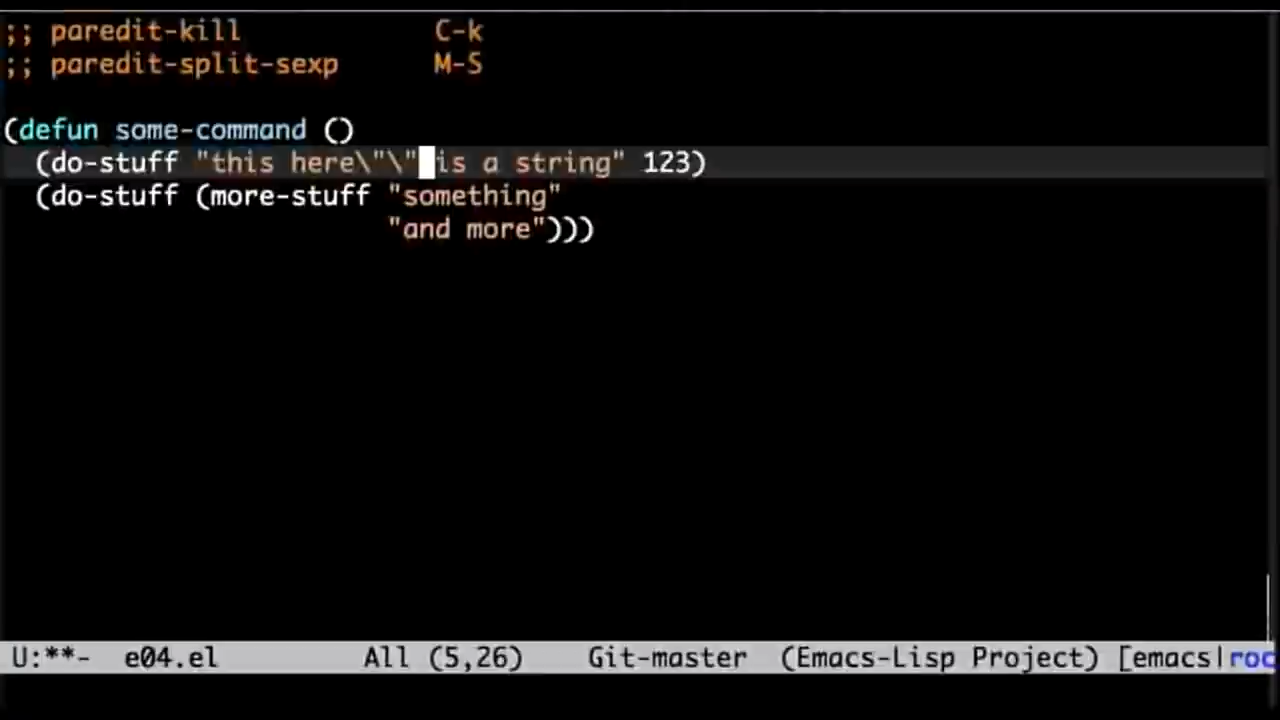 ;; paredit-kill C-k
;; paredit-split-sexp M-S
(defun some-command ()
(do-stuff "this here\"\" is a string" 123)
(do-stuff (more-stuff "something"
"and more")))
U:**- e04.el All (5,26) Git-master (Emacs-Lisp Project) [emacs|roc